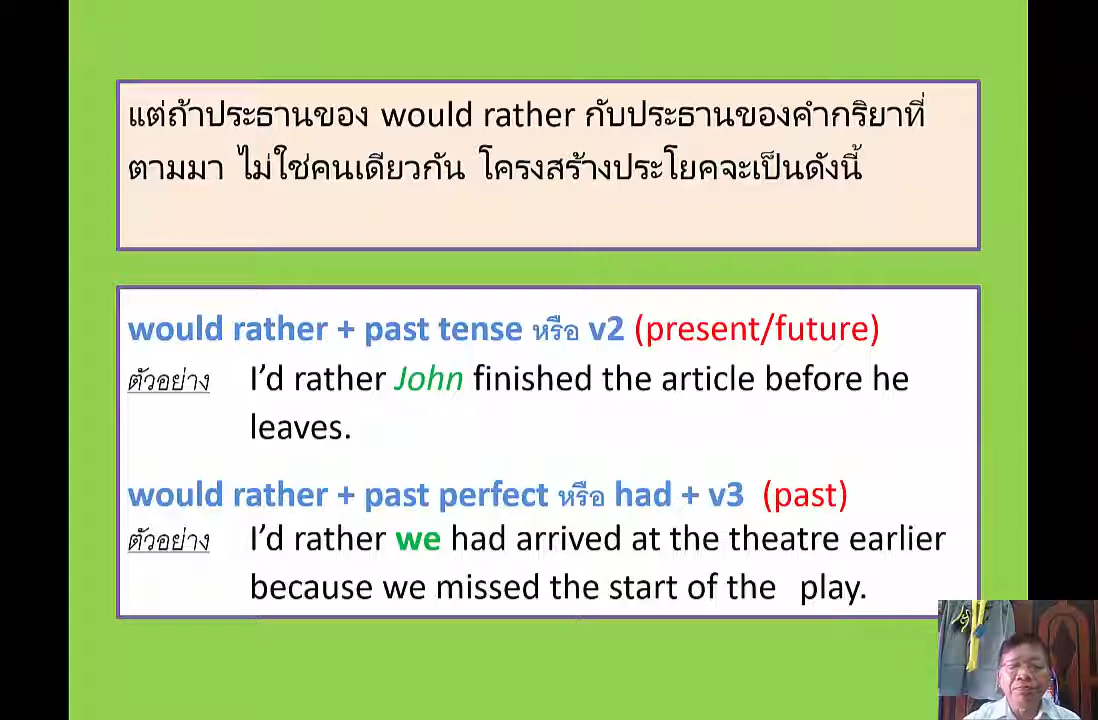 แต่ถ้าประธานของ would rather กับประธานของคำกริยาที่
ตามมา ไม่ใช่คนเดียวกัน โครงสร้างประโยคจะเป็นดังนี้
would rather + past tense หรือ v2 (present/future)
ตัวอย่าง I’d rather John finished the article before he
leaves.
would rather + past perfect หรือ had + v3 (past)
ตัวอย่าง I’d rather we had arrived at the theatre earlier
because we missed the start of the play.